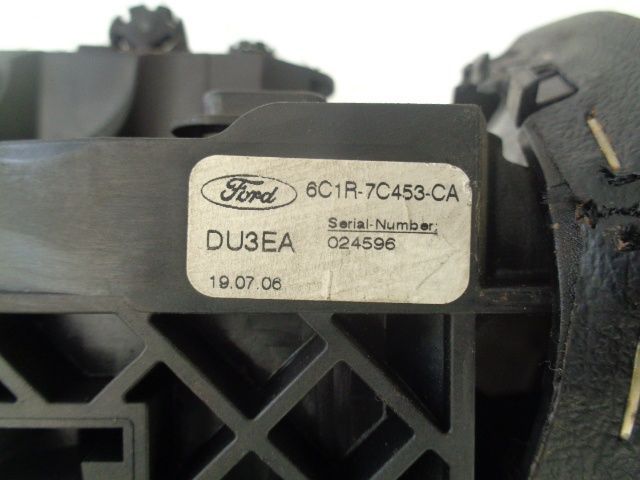 Ford 6C1R-7C453-CA
DU3EA
Serial-Number:
024596
19.07.06